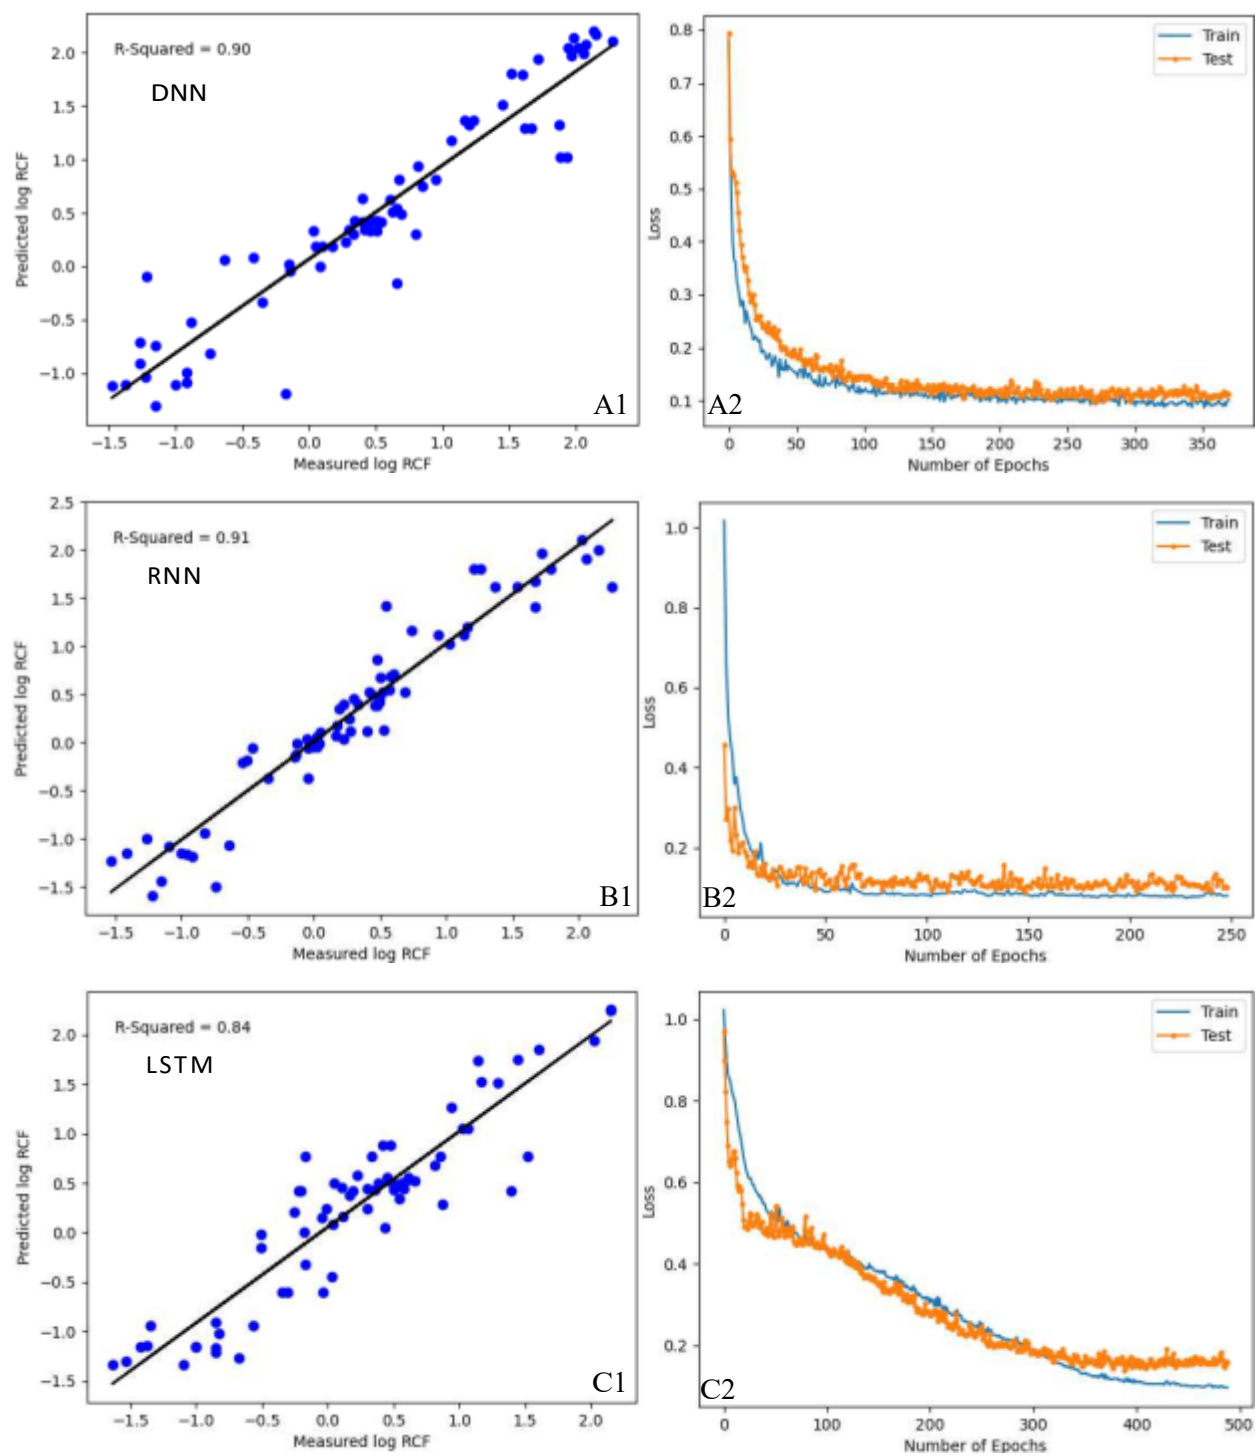 R-Squared = 0.90
DNN
2.0
1.5
1.0
0.5
0.0
−0.5
−1.0
Predicted log RCF
−1.5 −1.0 −0.5 0.0 0.5 1.0 1.5 2.0
Measured log RCF
A1
Train
Test
0.8
0.7
0.6
0.5
0.4
0.3
0.2
0.1
Loss
0 50 100 150 200 250 300 350
Number of Epochs
A2
R-Squared = 0.91
RNN
2.5
2.0
1.5
1.0
0.5
0.0
−0.5
−1.0
−1.5
Predicted log RCF
−1.5 −1.0 −0.5 0.0 0.5 1.0 1.5 2.0
Measured log RCF
B1
Train
Test
1.0
0.8
0.6
0.4
0.2
Loss
0 50 100 150 200 250
Number of Epochs
B2
R-Squared = 0.84
LSTM
2.0
1.5
1.0
0.5
0.0
−0.5
−1.0
−1.5
Predicted log RCF
−1.5 −1.0 −0.5 0.0 0.5 1.0 1.5 2.0
Measured log RCF
C1
Train
Test
1.0
0.8
0.6
0.4
0.2
Loss
0 100 200 300 400 500
Number of Epochs
C2